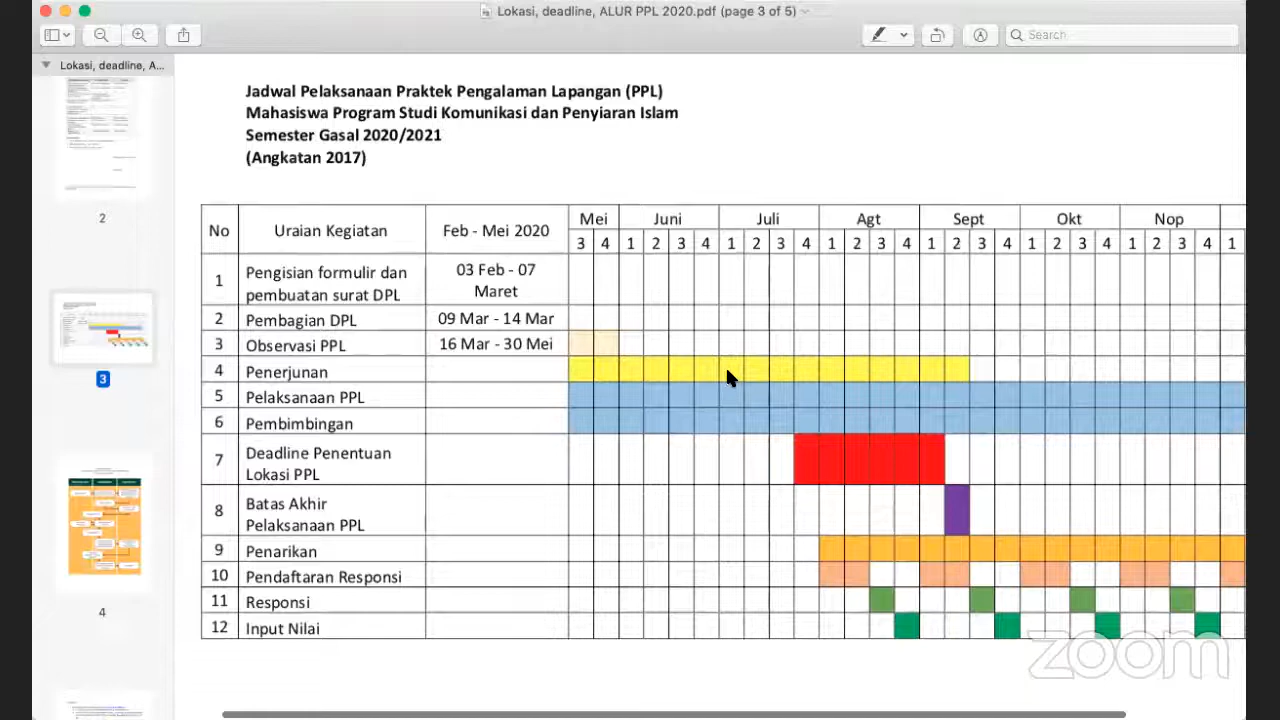 Lokasi, deadline, ALUR PPL 2020.pdf (page 3 of 5)
Search
Lokasi, deadline, A...
2
3
4
Jadwal Pelaksanaan Praktek Pengalaman Lapangan (PPL)
Mahasiswa Program Studi Komunikasi dan Penyiaran Islam
Semester Gasal 2020/2021
(Angkatan 2017)
No Uraian Kegiatan Feb - Mei 2020 Mei Juni Juli Agt Sept Okt Nop
3 4 1 2 3 4 1 2 3 4 1 2 3 4 1 2 3 4 1 2 3 4 1 2 3 4 1
1 Pengisian formulir dan pembuatan surat DPL 03 Feb - 07 Maret
2 Pembagian DPL 09 Mar - 14 Mar
3 Observasi PPL 16 Mar - 30 Mei
4 Penerjunan
5 Pelaksanaan PPL
6 Pembimbingan
7 Deadline Penentuan Lokasi PPL
8 Batas Akhir Pelaksanaan PPL
9 Penarikan
10 Pendaftaran Responsi
11 Responsi
12 Input Nilai
zoom